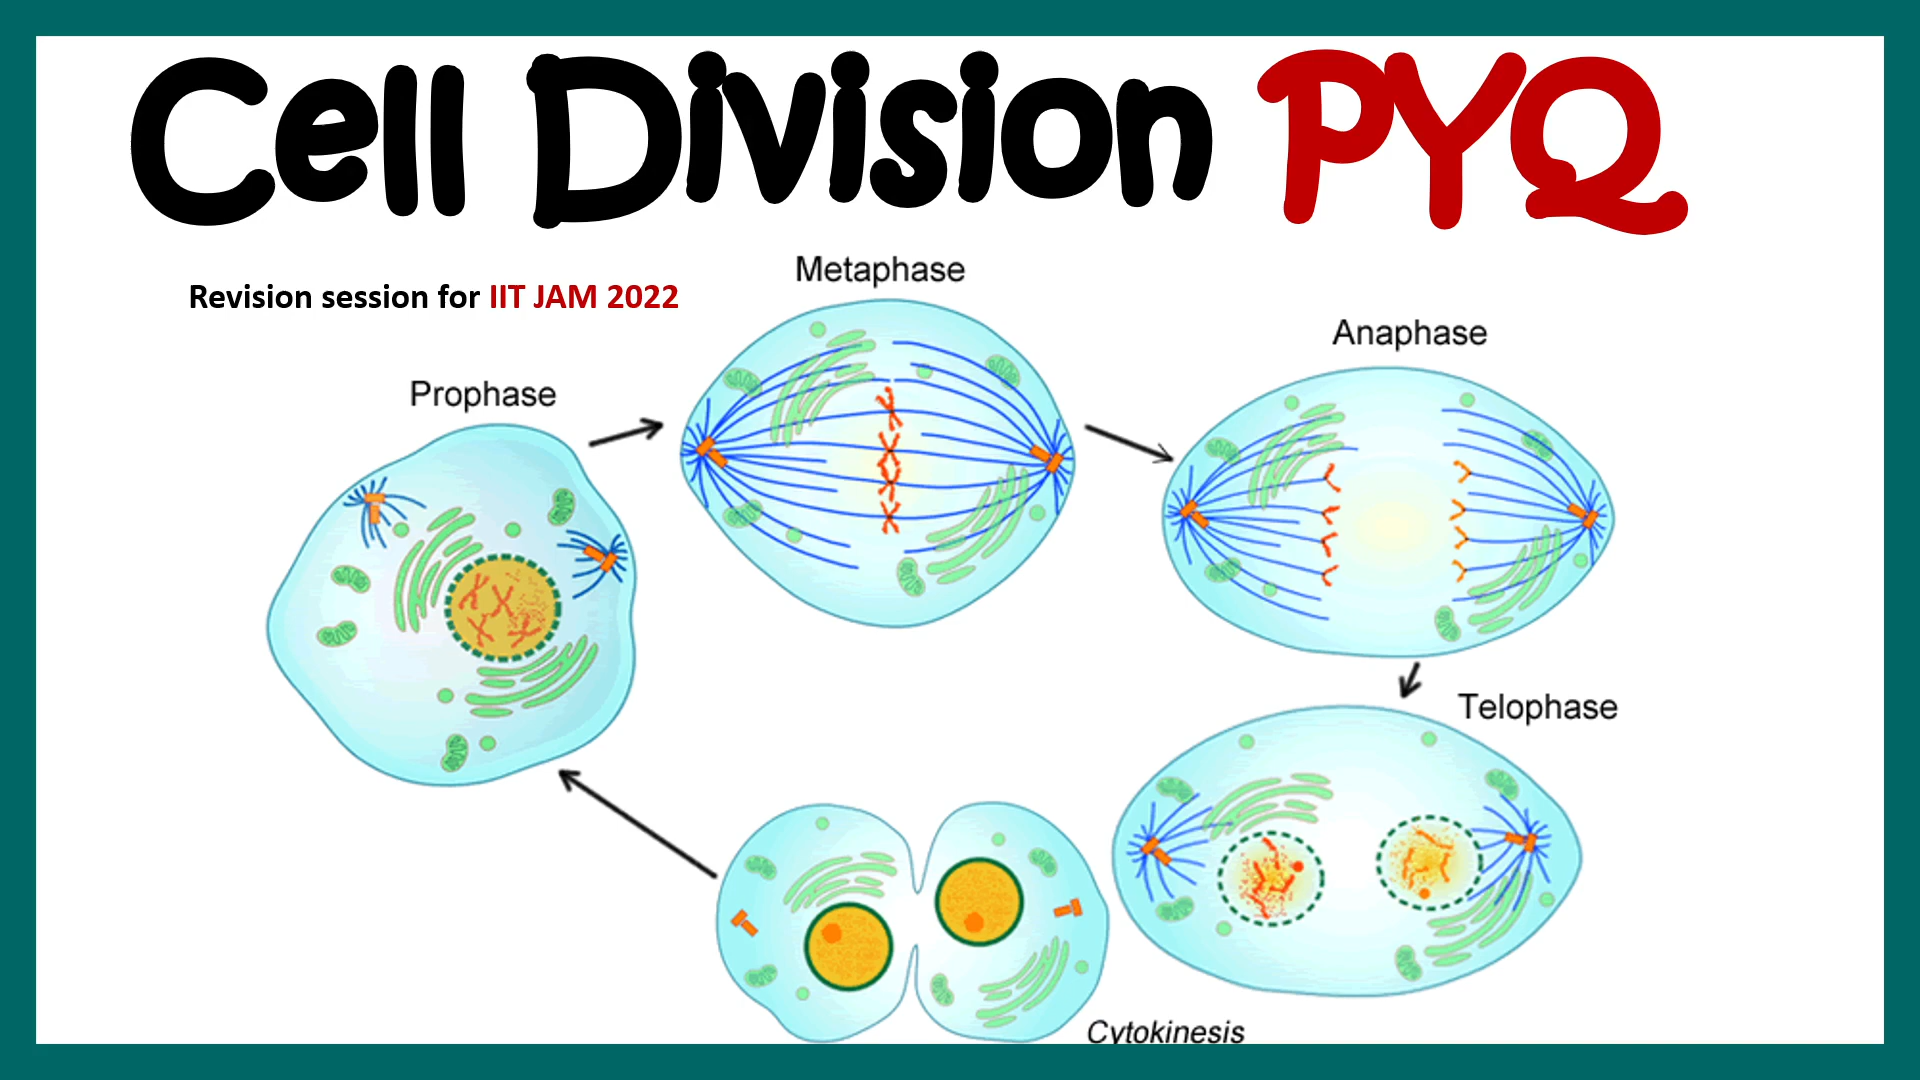 Cell Division PYQ
Revision session for IIT JAM 2022
Metaphase
Anaphase
Prophase
Telophase
Cytokinesis